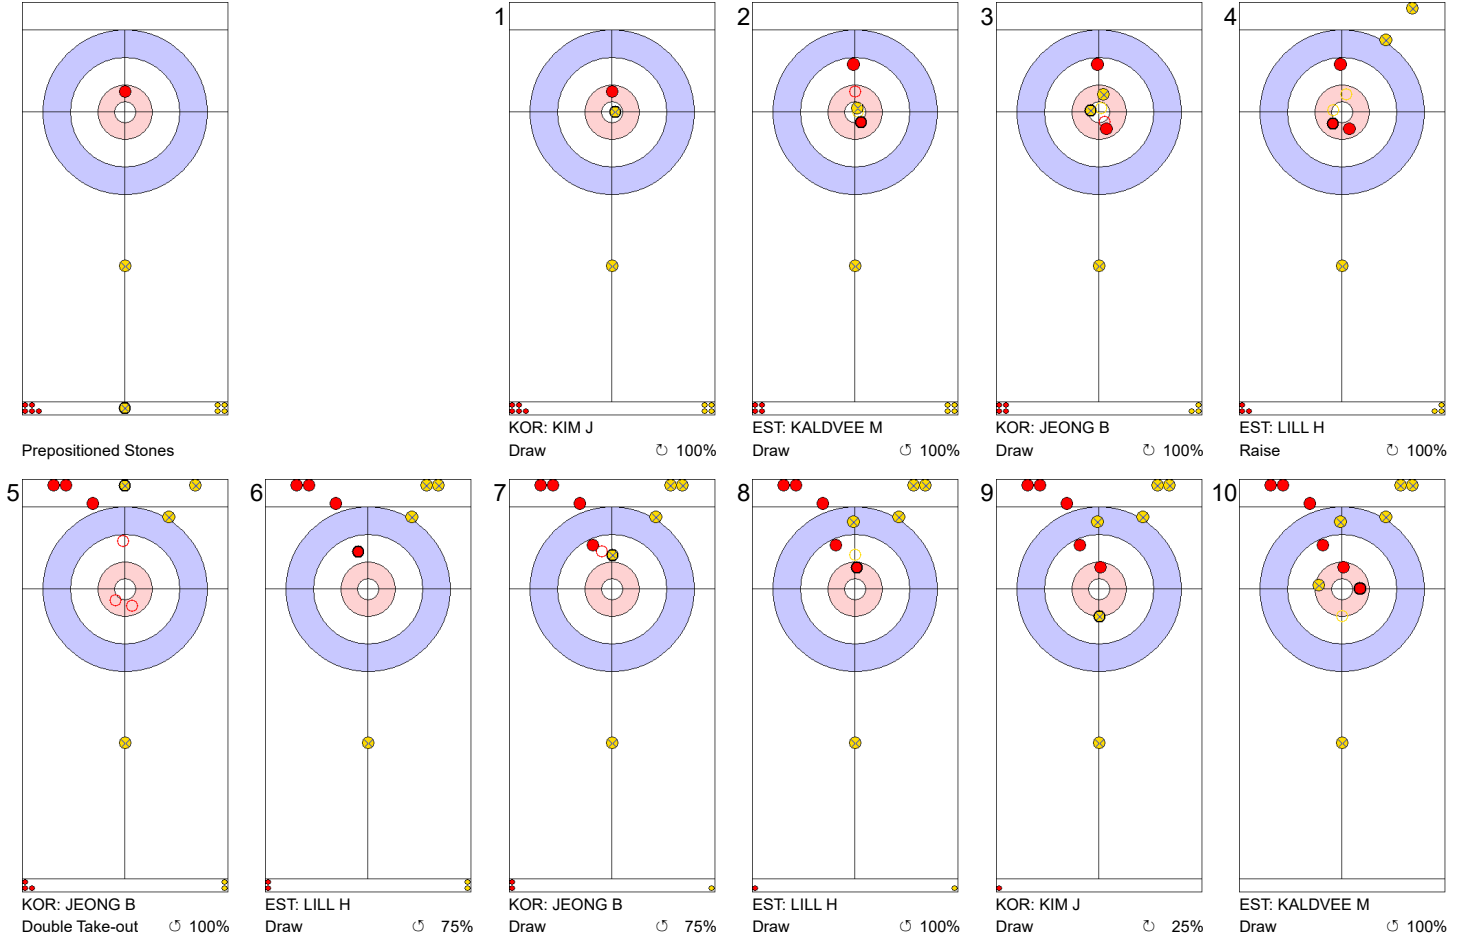 1 2 3 4
Prepositioned Stones
KOR: KIM J
Draw 100%
EST: KALDVEE M
Draw 100%
KOR: JEONG B
Draw 100%
EST: LILL H
Raise 100%
5 6 7 8 9 10
KOR: JEONG B
Double Take-out 100%
EST: LILL H
Draw 75%
KOR: JEONG B
Draw 75%
EST: LILL H
Draw 100%
KOR: KIM J
Draw 25%
EST: KALDVEE M
Draw 100%